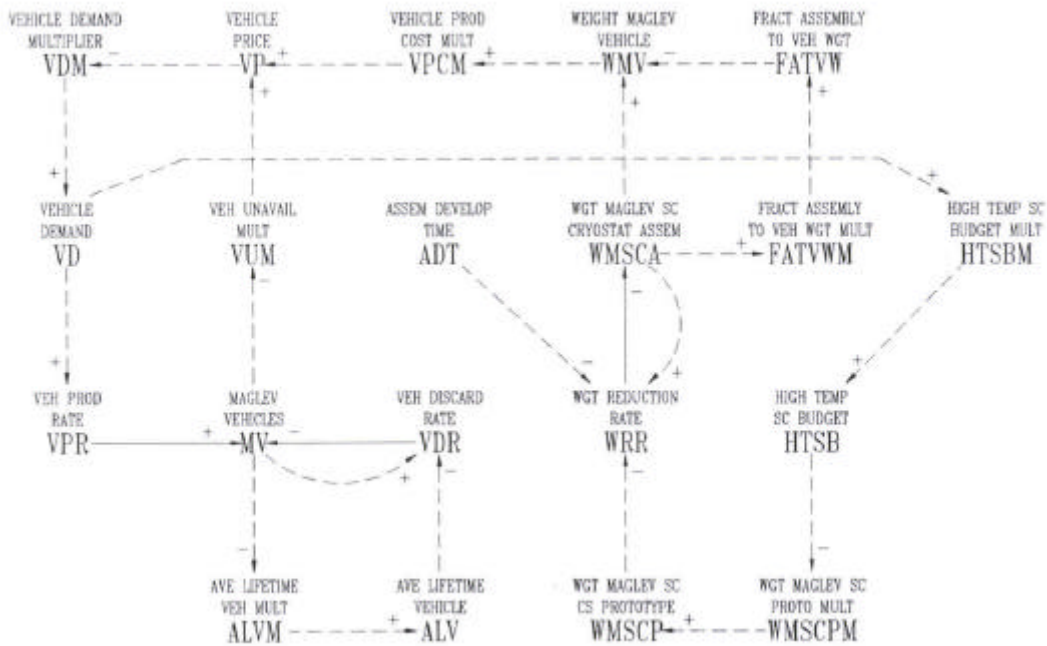 VEHICLE DEMAND
MULTIPLIER
VDM
VEHICLE
PRICE
VP
VEHICLE PROD
COST MULT
VPCM
WEIGHT MAGLEV
VEHICLE
WMV
FRACT ASSEMBLY
TO VEH WGT
FATVW
VEHICLE
DEMAND
VD
VEH UNAVAIL
MULT
VUM
ASSEM DEVELOP
TIME
ADT
WGT MAGLEV SC
CRYOSTAT ASSEM
WMSCA
FRACT ASSEMLY
TO VEH WGT MULT
FATVWM
HIGH TEMP SC
BUDGET MULT
HTSBM
VEH PROD
RATE
VPR
MAGLEV
VEHICLES
MV
VEH DISCARD
RATE
VDR
WGT REDUCTION
RATE
WRR
HIGH TEMP
SC BUDGET
HTSB
AVE LIFETIME
VEH MULT
ALVM
AVE LIFETIME
VEHICLE
ALV
WGT MAGLEV SC
CS PROTOTYPE
WMSCP
WGT MAGLEV SC
PROTO MULT
WMSCPM